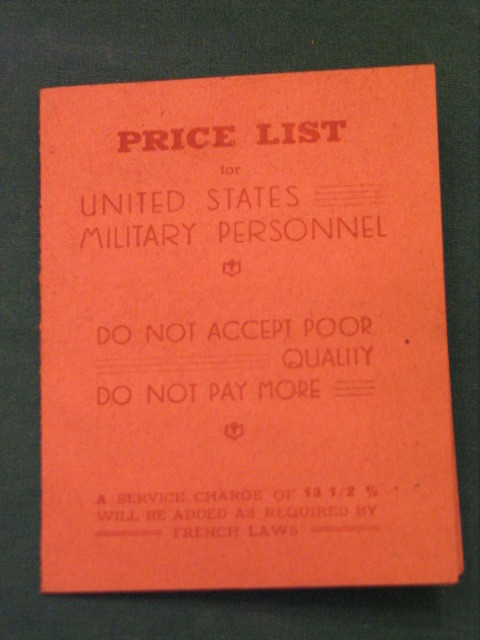 PRICE LIST
for
UNITED STATES
MILITARY PERSONNEL
DO NOT ACCEPT POOR
QUALITY
DO NOT PAY MORE
A SERVICE CHARGE OF 13 1/2 %
WILL BE ADDED AS REQUIRED BY
FRENCH LAWS